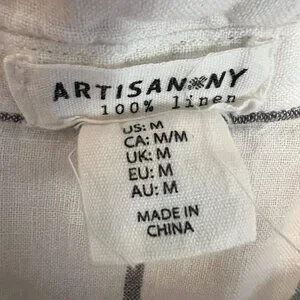 ARTISAN NY
100% linen
US: M
CA: M/M
UK: M
EU: M
AU: M
MADE IN
CHINA